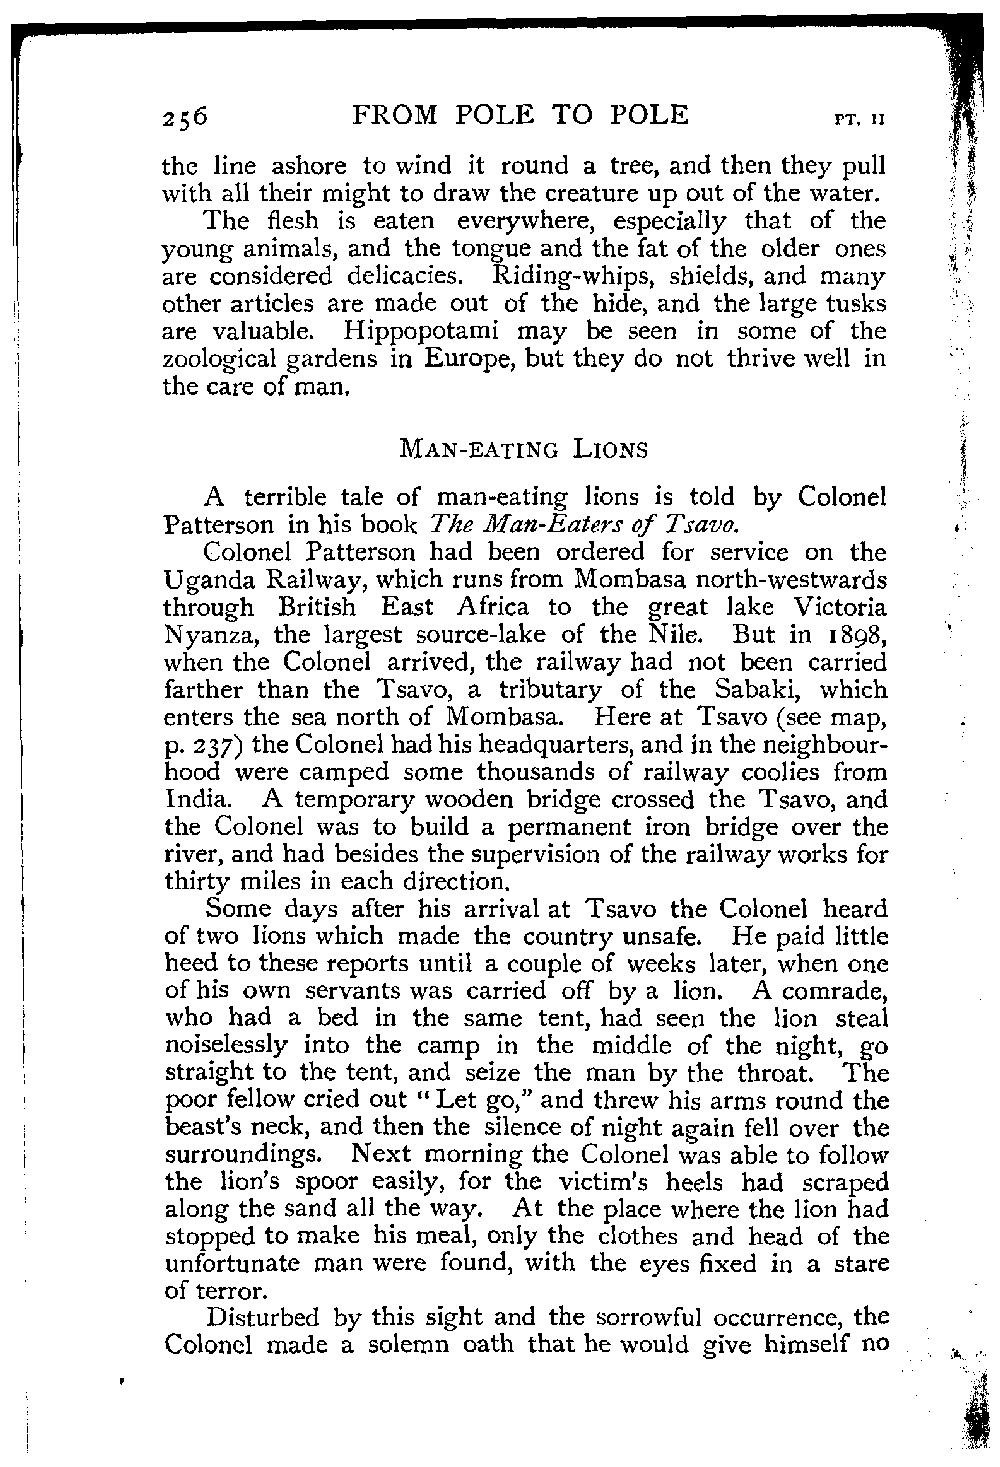 256 FROM POLE TO POLE PT. II
the line ashore to wind it round a tree, and then they pull
with all their might to draw the creature up out of the water.
The flesh is eaten everywhere, especially that of the
young animals, and the tongue and the fat of the older ones
are considered delicacies. Riding-whips, shields, and many
other articles are made out of the hide, and the large tusks
are valuable. Hippopotami may be seen in some of the
zoological gardens in Europe, but they do not thrive well in
the care of man.
MAN-EATING LIONS
A terrible tale of man-eating lions is told by Colonel
Patterson in his book The Man-Eaters of Tsavo.
Colonel Patterson had been ordered for service on the
Uganda Railway, which runs from Mombasa north-westwards
through British East Africa to the great lake Victoria
Nyanza, the largest source-lake of the Nile. But in 1898,
when the Colonel arrived, the railway had not been carried
farther than the Tsavo, a tributary of the Sabaki, which
enters the sea north of Mombasa. Here at Tsavo (see map,
p. 237) the Colonel had his headquarters, and in the neighbour-
hood were camped some thousands of railway coolies from
India. A temporary wooden bridge crossed the Tsavo, and
the Colonel was to build a permanent iron bridge over the
river, and had besides the supervision of the railway works for
thirty miles in each direction.
Some days after his arrival at Tsavo the Colonel heard
of two lions which made the country unsafe. He paid little
heed to these reports until a couple of weeks later, when one
of his own servants was carried off by a lion. A comrade,
who had a bed in the same tent, had seen the lion steal
noiselessly into the camp in the middle of the night, go
straight to the tent, and seize the man by the throat. The
poor fellow cried out "Let go," and threw his arms round the
beast's neck, and then the silence of night again fell over the
surroundings. Next morning the Colonel was able to follow
the lion's spoor easily, for the victim's heels had scraped
along the sand all the way. At the place where the lion had
stopped to make his meal, only the clothes and head of the
unfortunate man were found, with the eyes fixed in a stare
of terror.
Disturbed by this sight and the sorrowful occurrence, the
Colonel made a solemn oath that he would give himself no